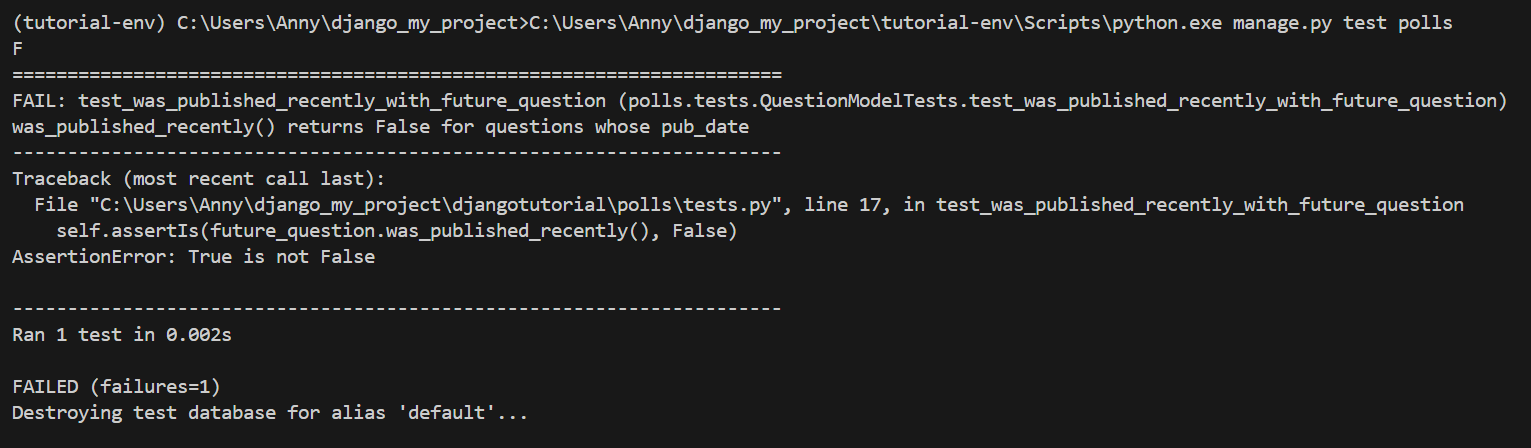 (tutorial-env) C:\Users\Anny\django_my_project>C:\Users\Anny\django_my_project\tutorial-env\Scripts\python.exe manage.py test polls
F
======================================================================
FAIL: test_was_published_recently_with_future_question (polls.tests.QuestionModelTests.test_was_published_recently_with_future_question)
was_published_recently() returns False for questions whose pub_date
----------------------------------------------------------------------
Traceback (most recent call last):
  File "C:\Users\Anny\django_my_project\djangotutorial\polls\tests.py", line 17, in test_was_published_recently_with_future_question
    self.assertIs(future_question.was_published_recently(), False)
AssertionError: True is not False

----------------------------------------------------------------------
Ran 1 test in 0.002s

FAILED (failures=1)
Destroying test database for alias 'default'...